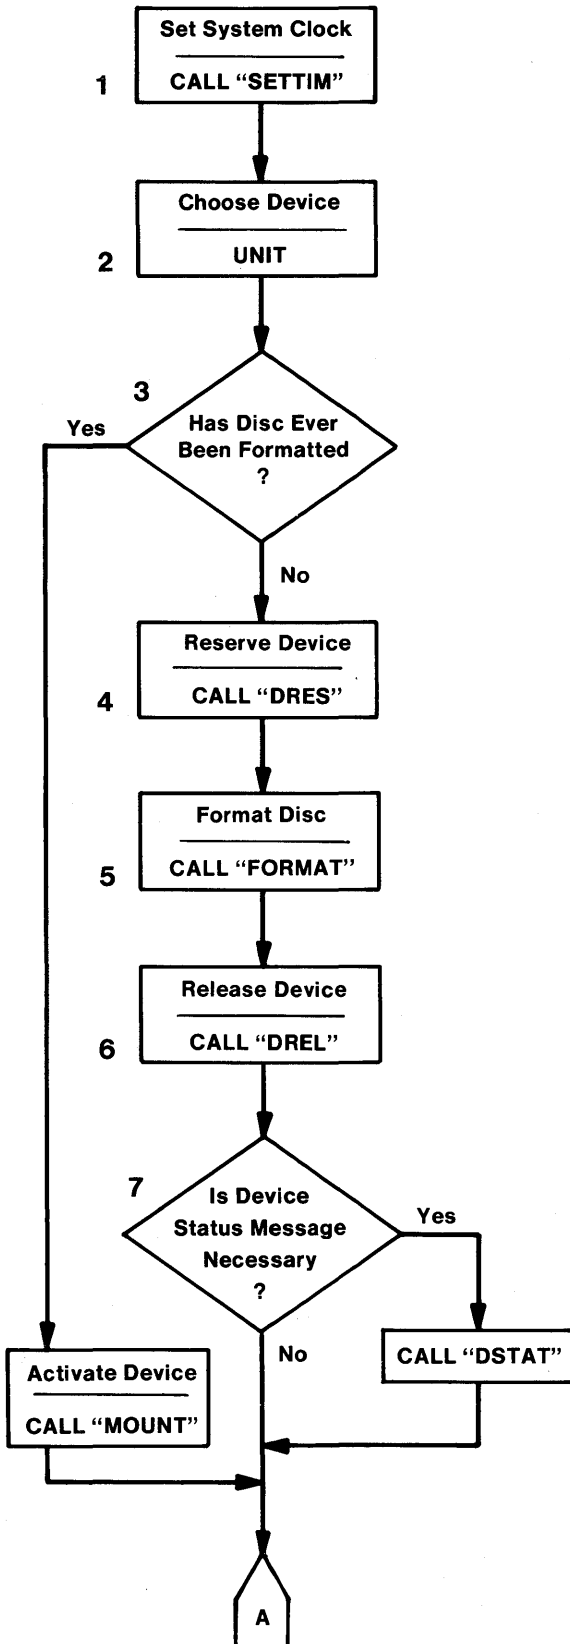 Set System Clock
1
CALL “SETTIM”
Choose Device
2
UNIT
3
Has Disc Ever
Been Formatted
?
Yes
No
Reserve Device
4
CALL “DRES”
Format Disc
5
CALL “FORMAT”
Release Device
6
CALL “DREL”
7
Is Device
Status Message
Necessary
?
Yes
No
CALL “DSTAT”
Activate Device
CALL “MOUNT”
A